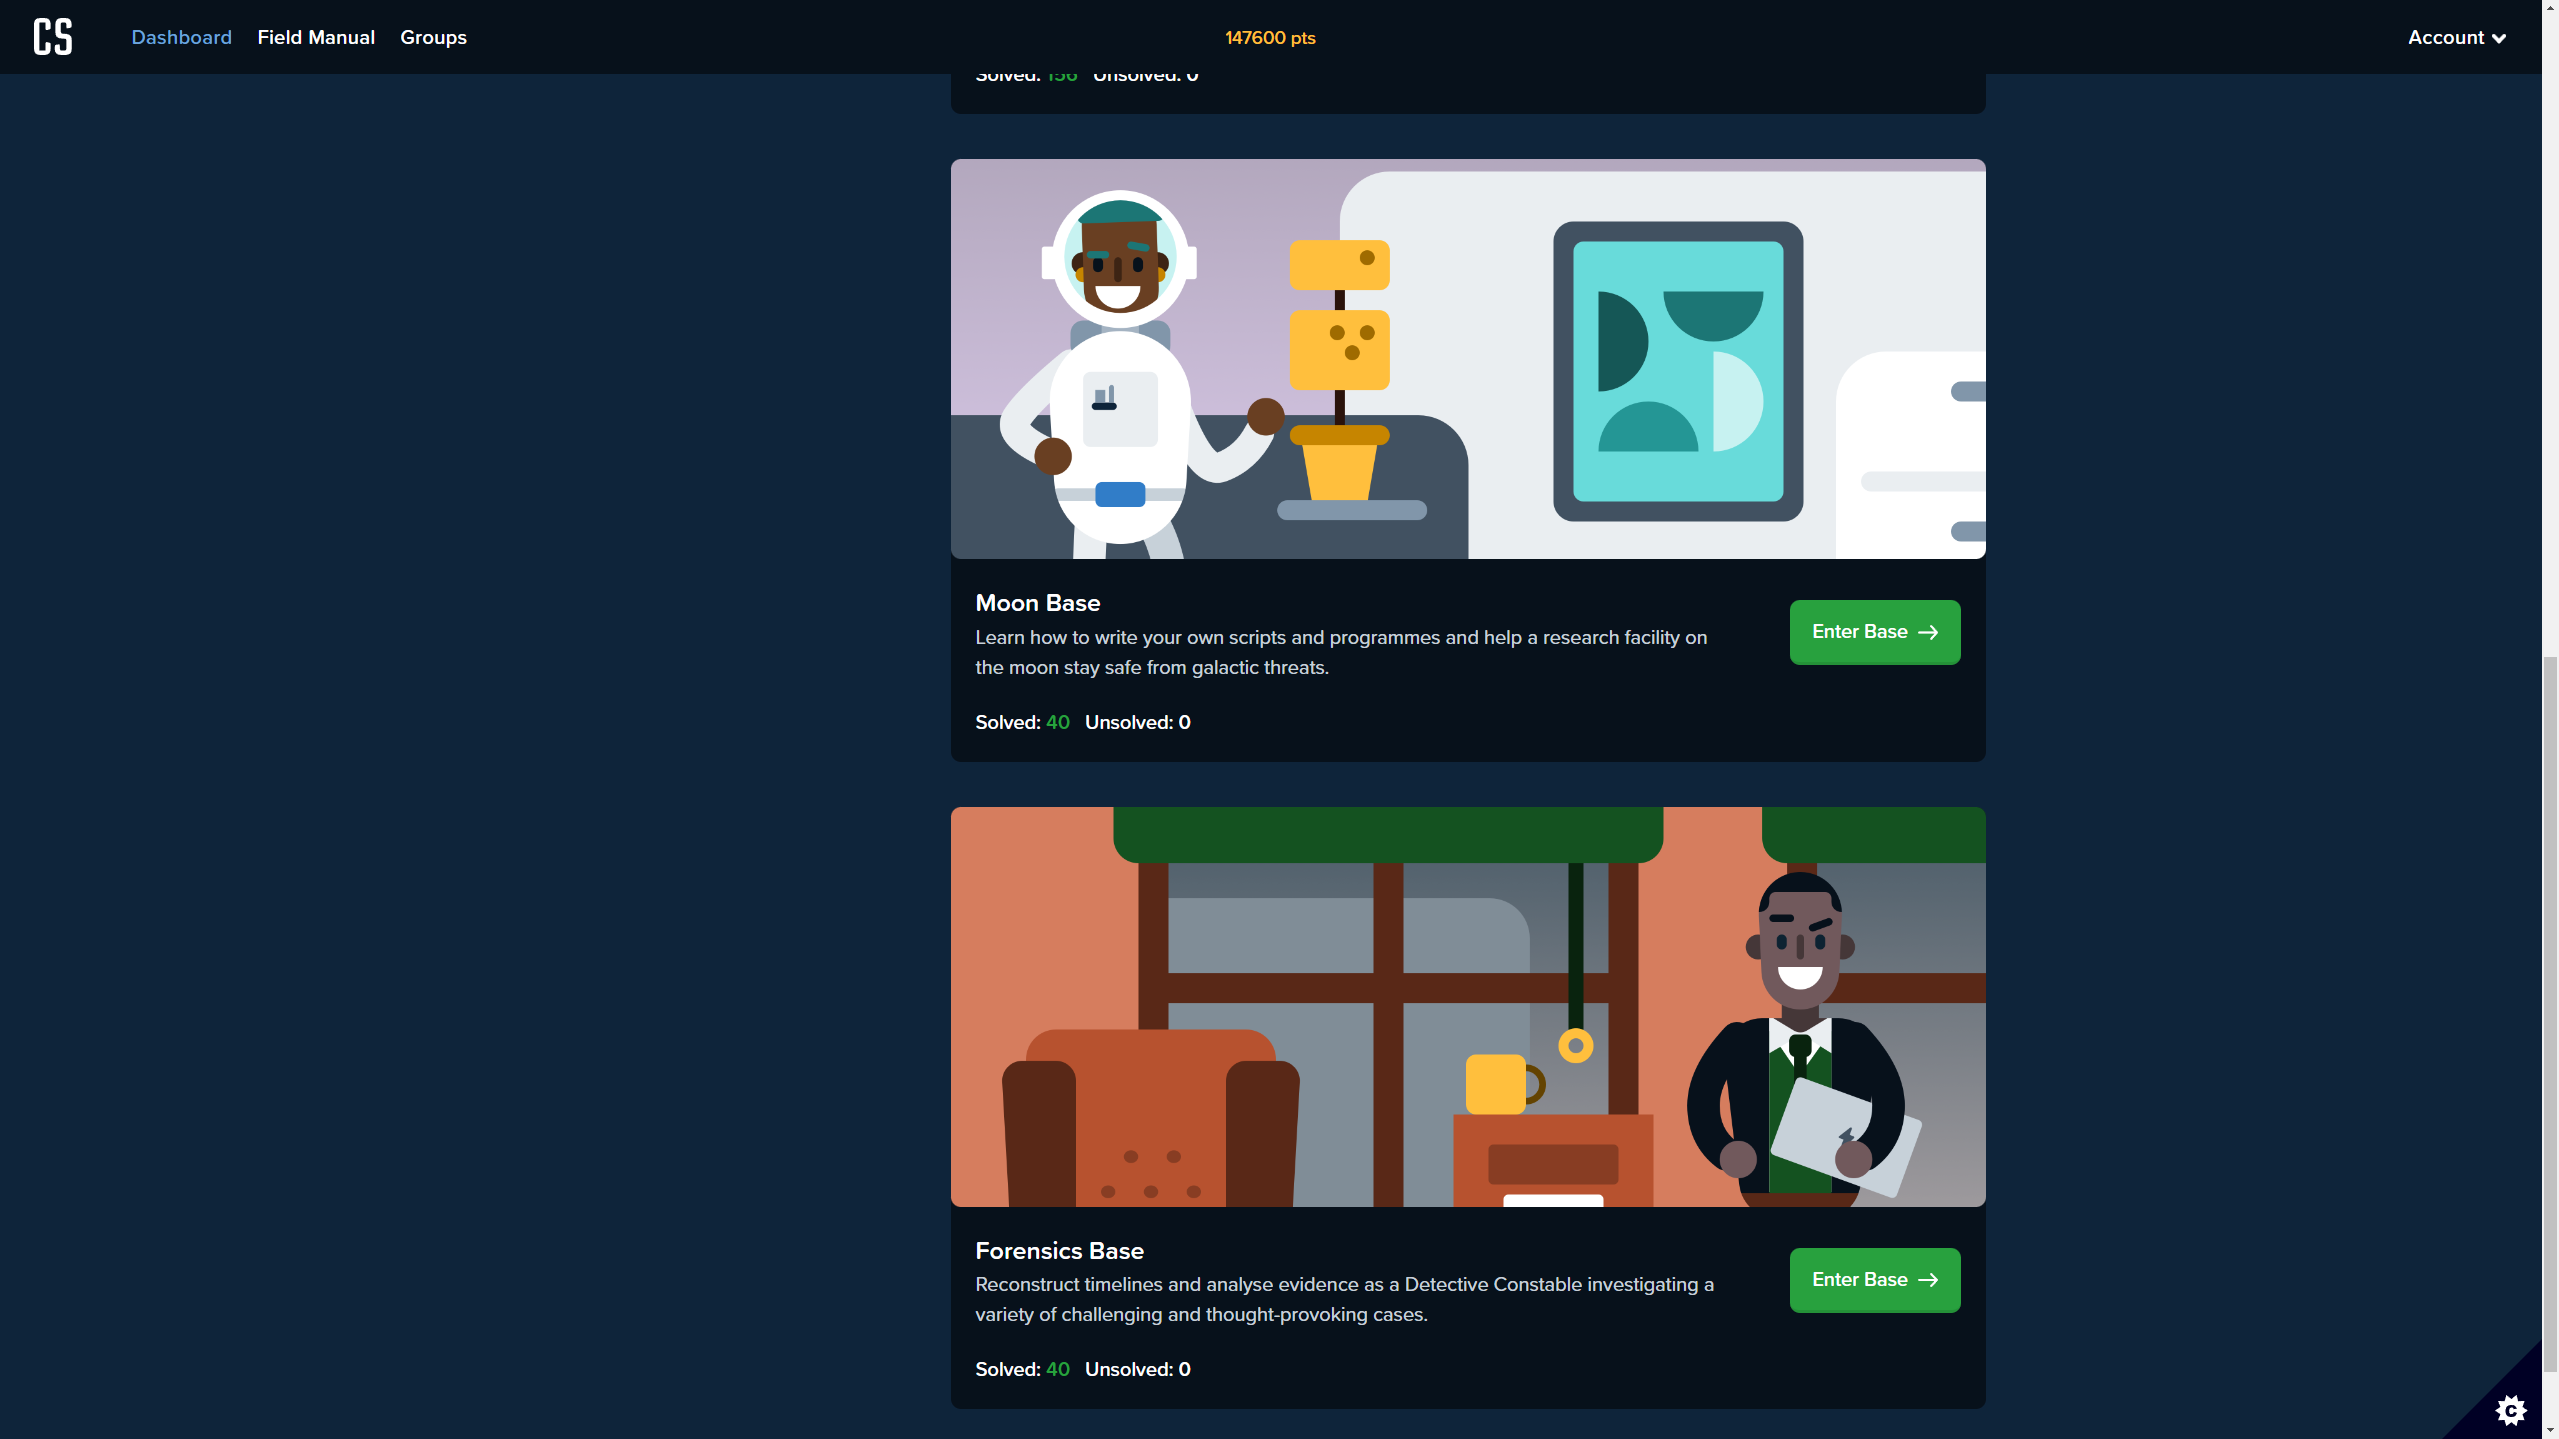 CS
Dashboard Field Manual Groups
147600 pts
Account
Solved: 156 Unsolved: 0
Moon Base
Learn how to write your own scripts and programmes and help a research facility on
the moon stay safe from galactic threats.
Enter Base
Solved: 40 Unsolved: 0
Forensics Base
Reconstruct timelines and analyse evidence as a Detective Constable investigating a
variety of challenging and thought-provoking cases.
Enter Base
Solved: 40 Unsolved: 0
C